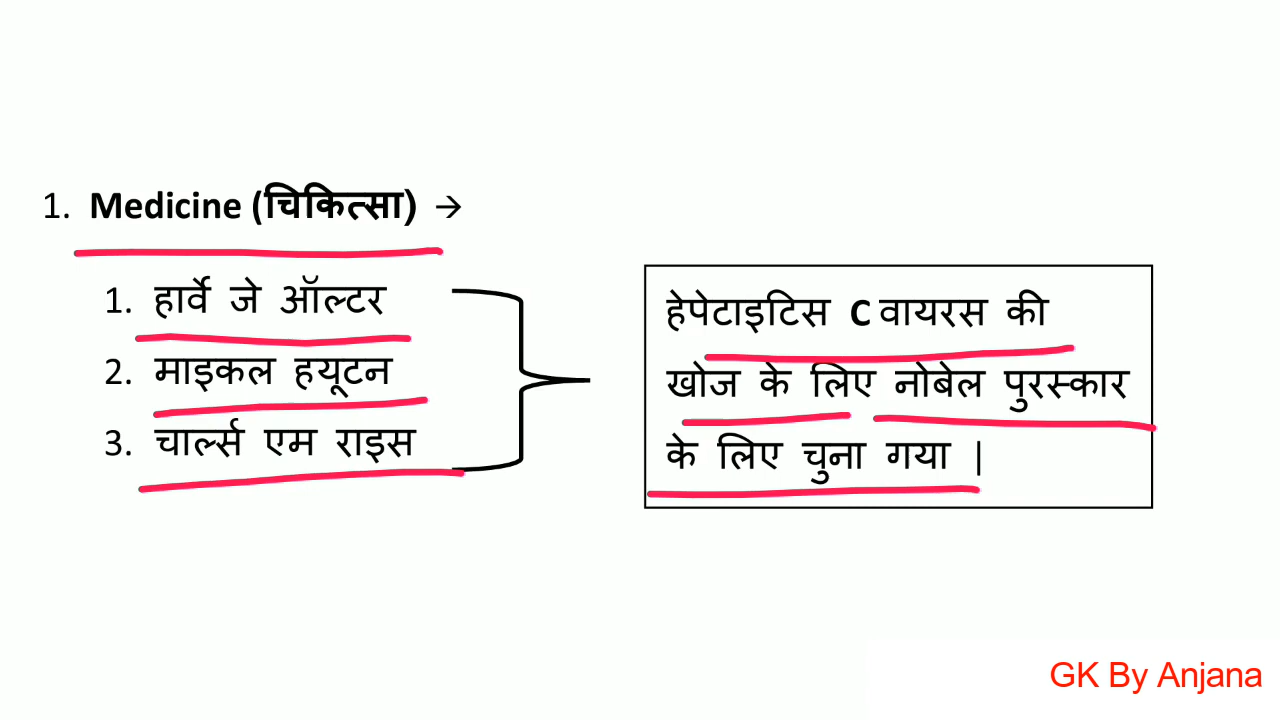 1. Medicine (चिकित्सा) →
1. हार्वे जे ऑल्टर
2. माइकल हयूटन
3. चार्ल्स एम राइस
हेपेटाइटिस C वायरस की
खोज के लिए नोबेल पुरस्कार
के लिए चुना गया |
GK By Anjana